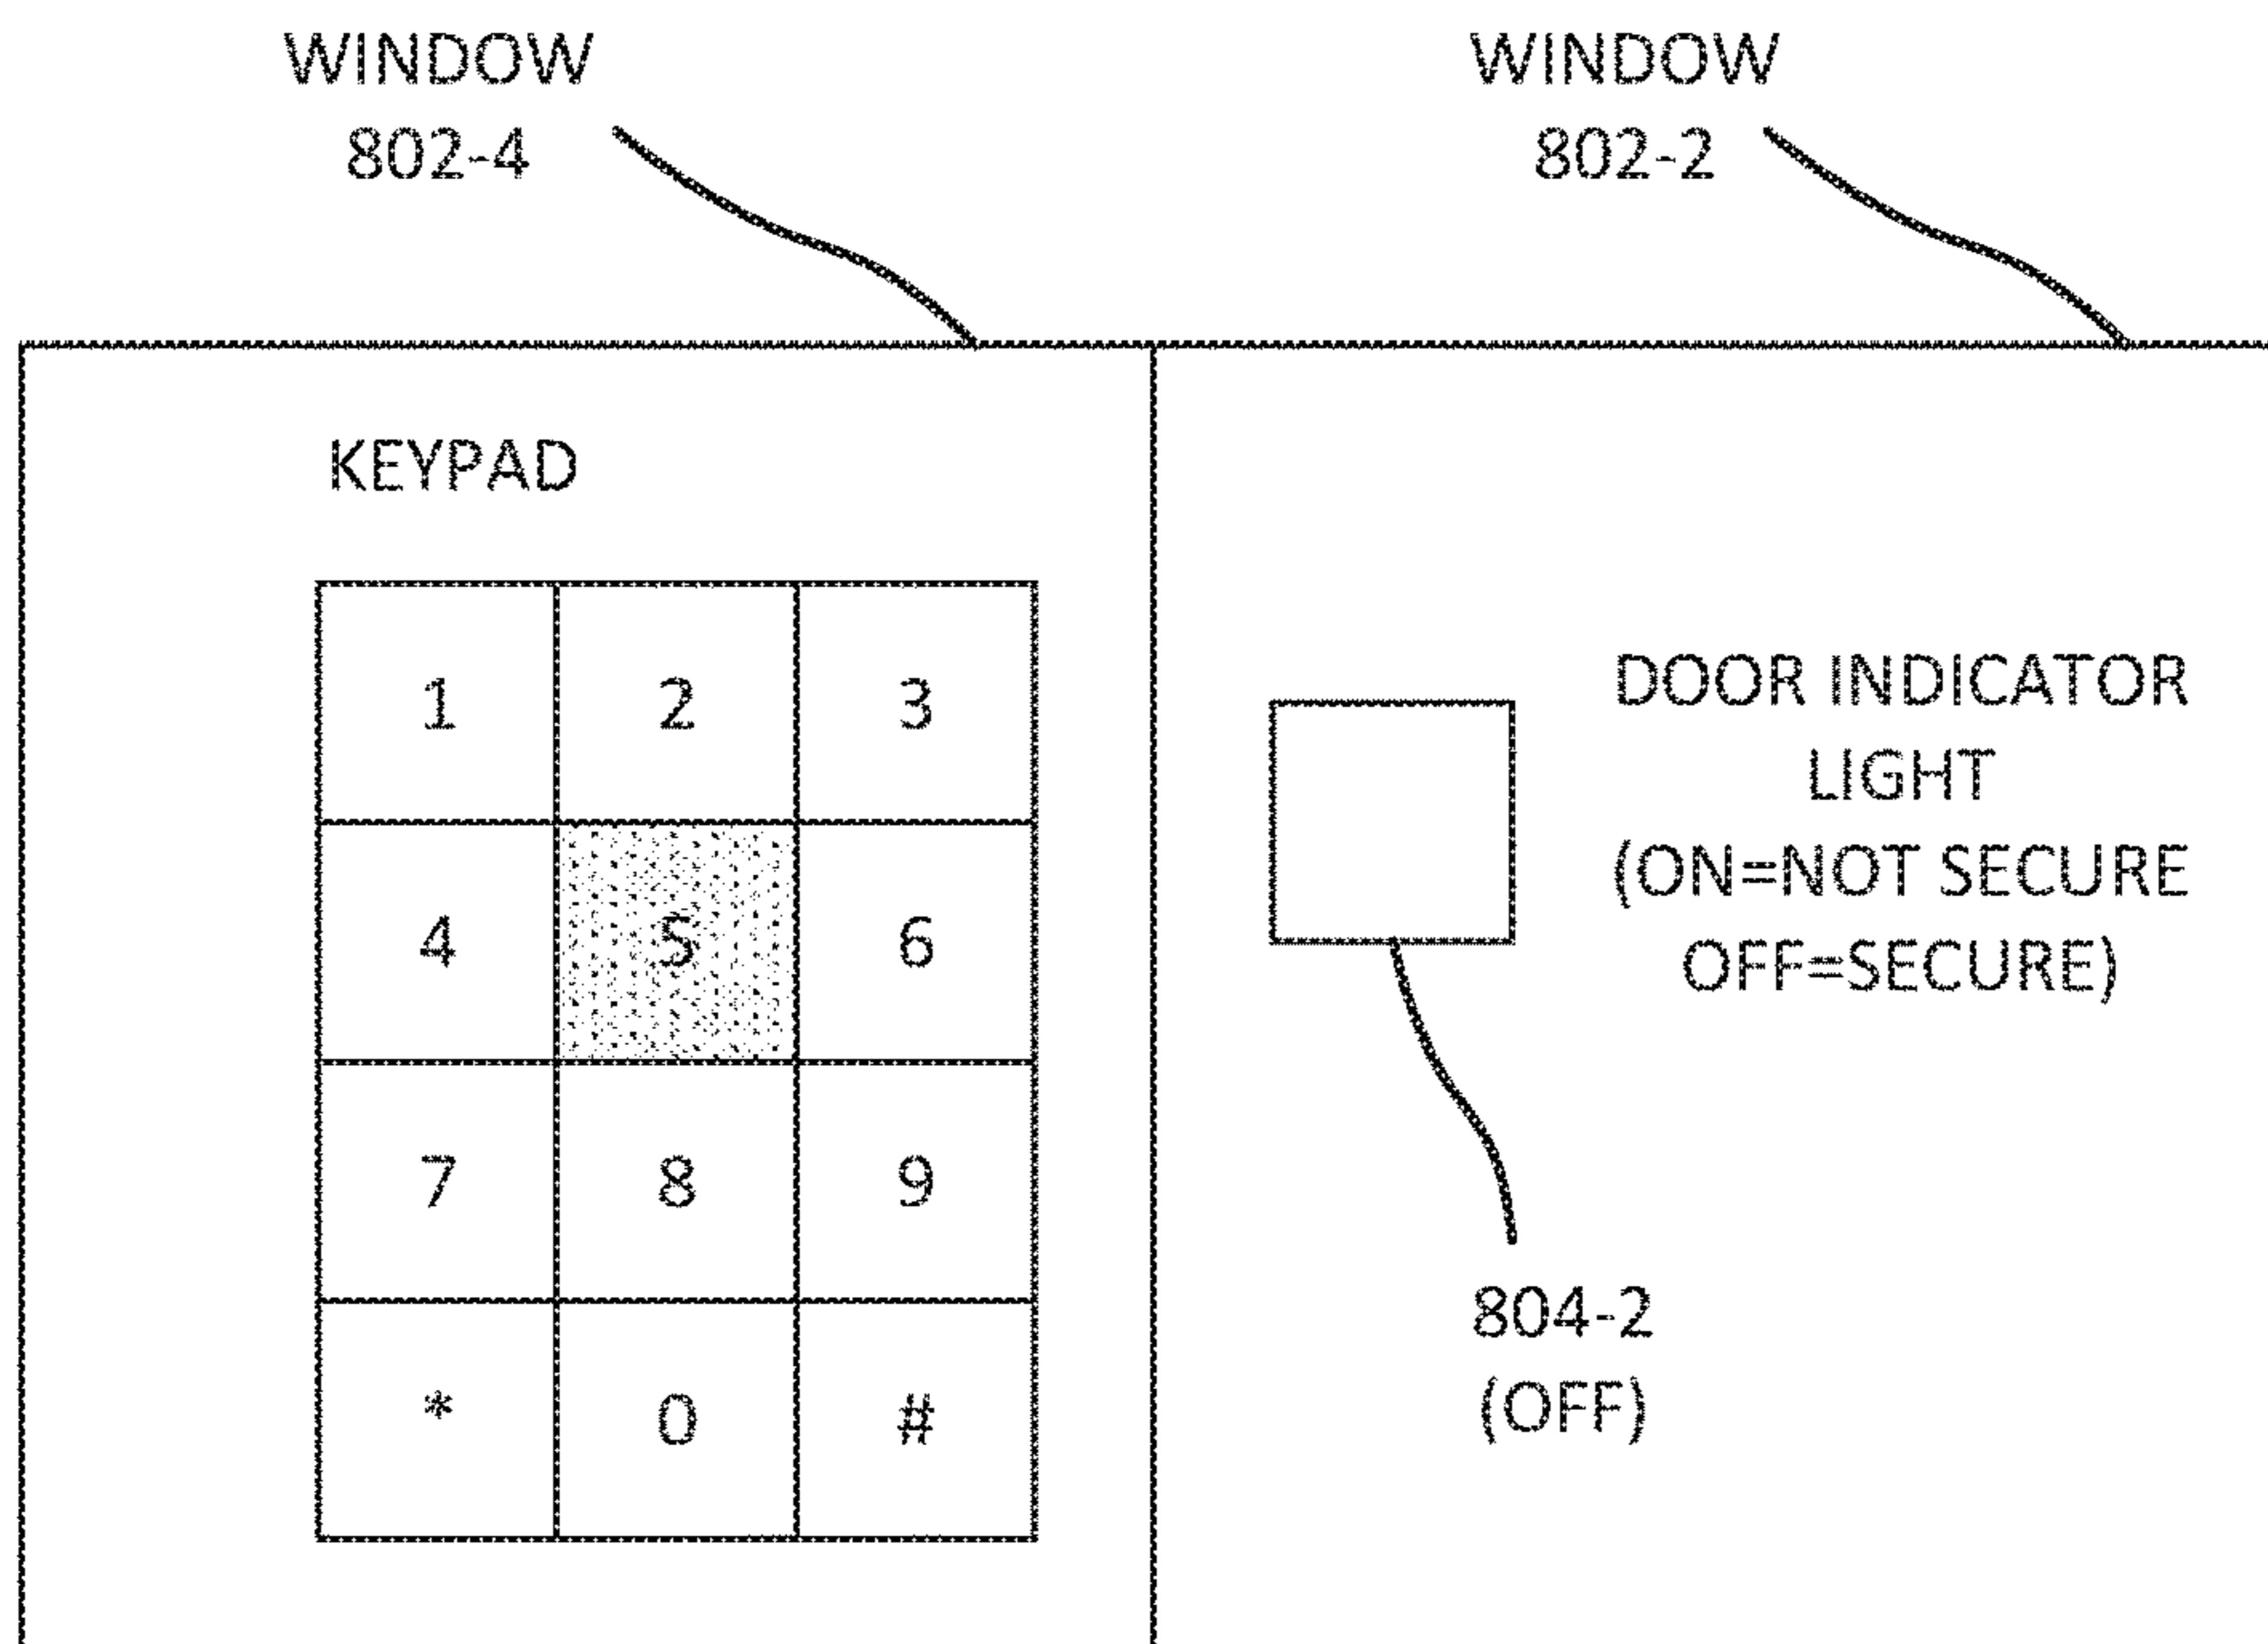 WINDOW
802-4
WINDOW
802-2
KEYPAD
1 2 3
4 5 6
7 8 9
* 0 #
DOOR INDICATOR
LIGHT
(ON=NOT SECURE
OFF=SECURE)
804-2
(OFF)